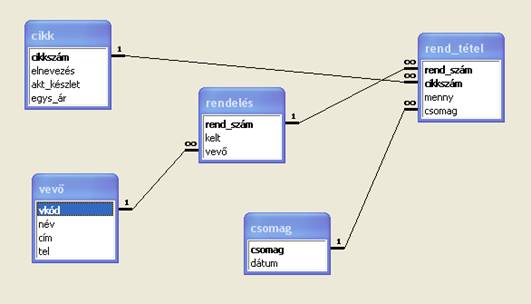 cikk
cikkszám
elnevezés
akt_készlet
egys_ár
1
rend_tétel
rend_szám
cikkszám
menny
csomag
∞
∞
∞
rendelés
rend_szám
kelt
vevő
1
∞
vevő
vkód
név
cím
tel
1
csomag
csomag
dátum
1